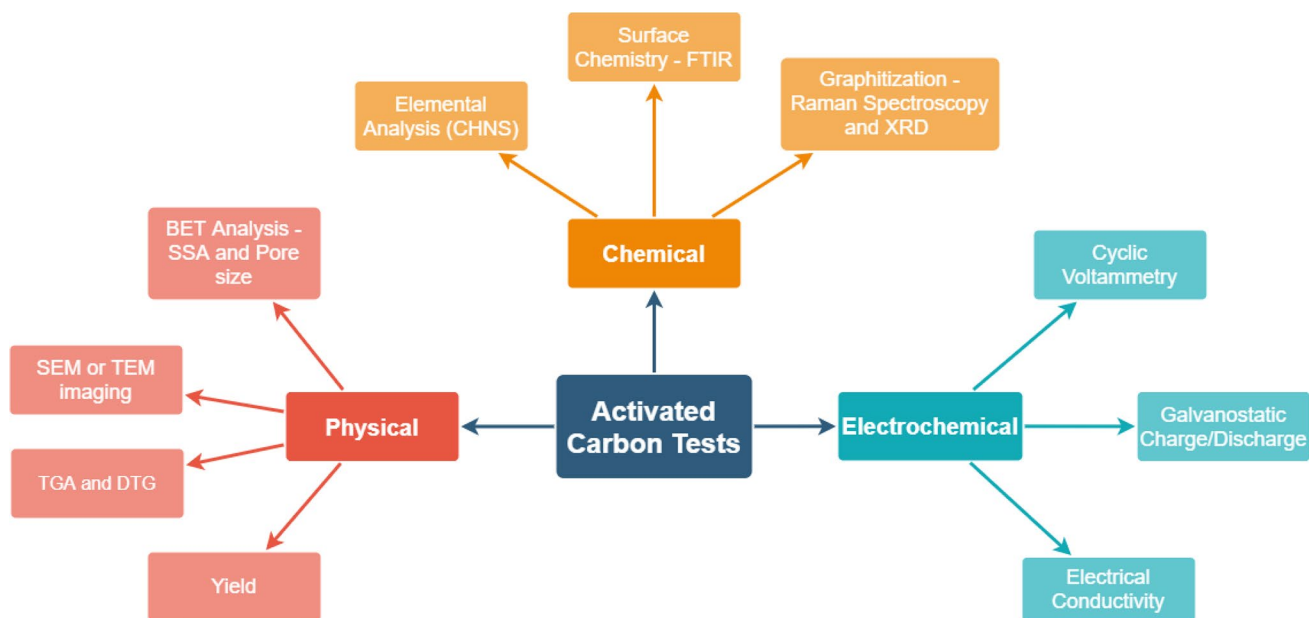 Surface
Chemistry - FTIR
Graphitization -
Raman Spectroscopy
and XRD
Elemental
Analysis (CHNS)
BET Analysis -
SSA and Pore
size
Chemical
Cyclic
Voltammetry
SEM or TEM
imaging
Physical
Activated
Carbon Tests
Electrochemical
Galvanostatic
Charge/Discharge
TGA and DTG
Yield
Electrical
Conductivity